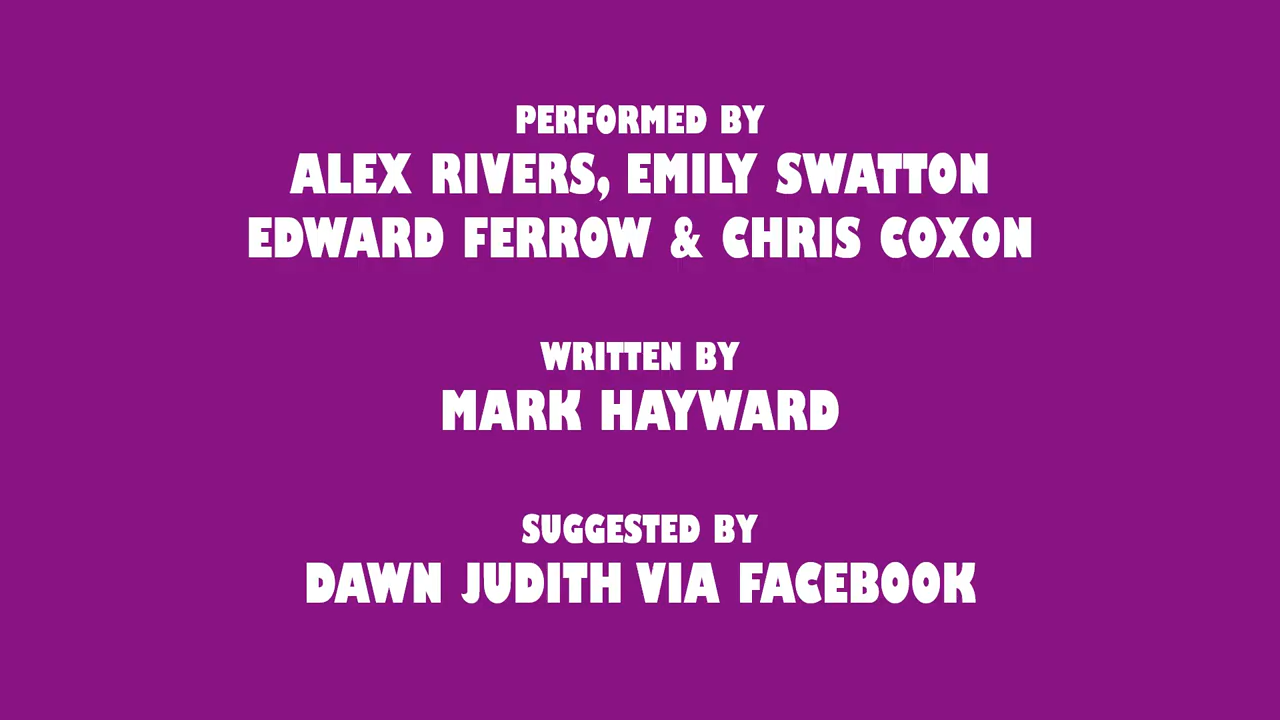 PERFORMED BY
ALEX RIVERS, EMILY SWATTON
EDWARD FERROW & CHRIS COXON
WRITTEN BY
MARK HAYWARD
SUGGESTED BY
DAWN JUDITH VIA FACEBOOK